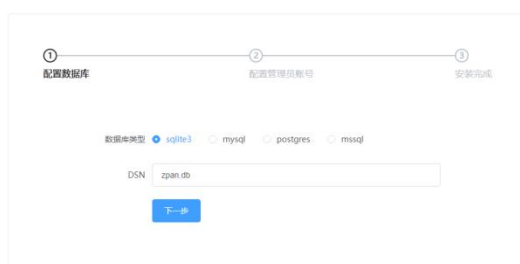 ① ② ③
配置数据库 配置管理员账号 安装完成
数据库类型 sqlite3 mysql postgres mssql
DSN zpan.db
下一步